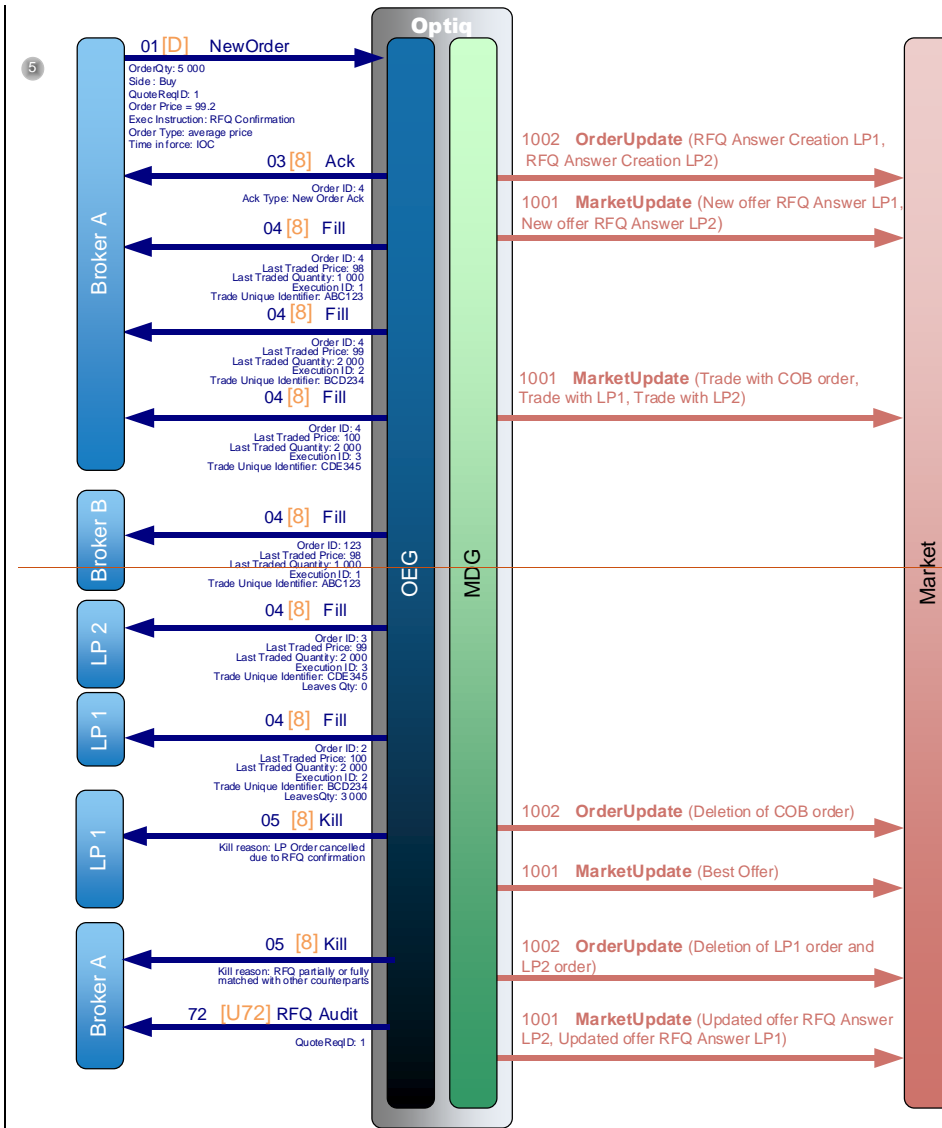 Optiq
5
01 [D] NewOrder
OrderQty: 5 000
Side : Buy
QuoteReqID: 1
Order Price = 99.2
Exec Instruction: RFQ Confirmation
Order Type: average price
Time in force: IOC
1002 OrderUpdate (RFQ Answer Creation LP1,
RFQ Answer Creation LP2)
03 [8] Ack
Order ID: 4
Ack Type: New Order Ack
1001 MarketUpdate (New offer RFQ Answer LP1,
New offer RFQ Answer LP2)
04 [8] Fill
Order ID: 4
Last Traded Price: 98
Last Traded Quantity: 1 000
Execution ID: 1
Trade Unique Identifier: ABC123
04 [8] Fill
Order ID: 4
Last Traded Price: 99
Last Traded Quantity: 2 000
Execution ID: 2
Trade Unique Identifier: BCD234
1001 MarketUpdate (Trade with COB order,
Trade with LP1, Trade with LP2)
04 [8] Fill
Order ID: 4
Last Traded Price: 100
Last Traded Quantity: 2 000
Execution ID: 3
Trade Unique Identifier: CDE345
Broker A
Broker B
04 [8] Fill
Order ID: 123
Last Traded Price: 98
Last Traded Quantity: 1 000
Execution ID: 1
Trade Unique Identifier: ABC123
OEG
MDG
Market
LP 2
04 [8] Fill
Order ID: 3
Last Traded Price: 99
Last Traded Quantity: 2 000
Execution ID: 3
Trade Unique Identifier: CDE345
Leaves Qty: 0
LP 1
04 [8] Fill
Order ID: 2
Last Traded Price: 100
Last Traded Quantity: 2 000
Execution ID: 2
Trade Unique Identifier: BCD234
LeavesQty: 3 000
LP 1
05 [8] Kill
Kill reason: LP Order cancelled
due to RFQ confirmation
1002 OrderUpdate (Deletion of COB order)
1001 MarketUpdate (Best Offer)
Broker A
05 [8] Kill
Kill reason: RFQ partially or fully
matched with other counterparts
1002 OrderUpdate (Deletion of LP1 order and
LP2 order)
72 [U72] RFQ Audit
QuoteReqID: 1
1001 MarketUpdate (Updated offer RFQ Answer
LP2, Updated offer RFQ Answer LP1)